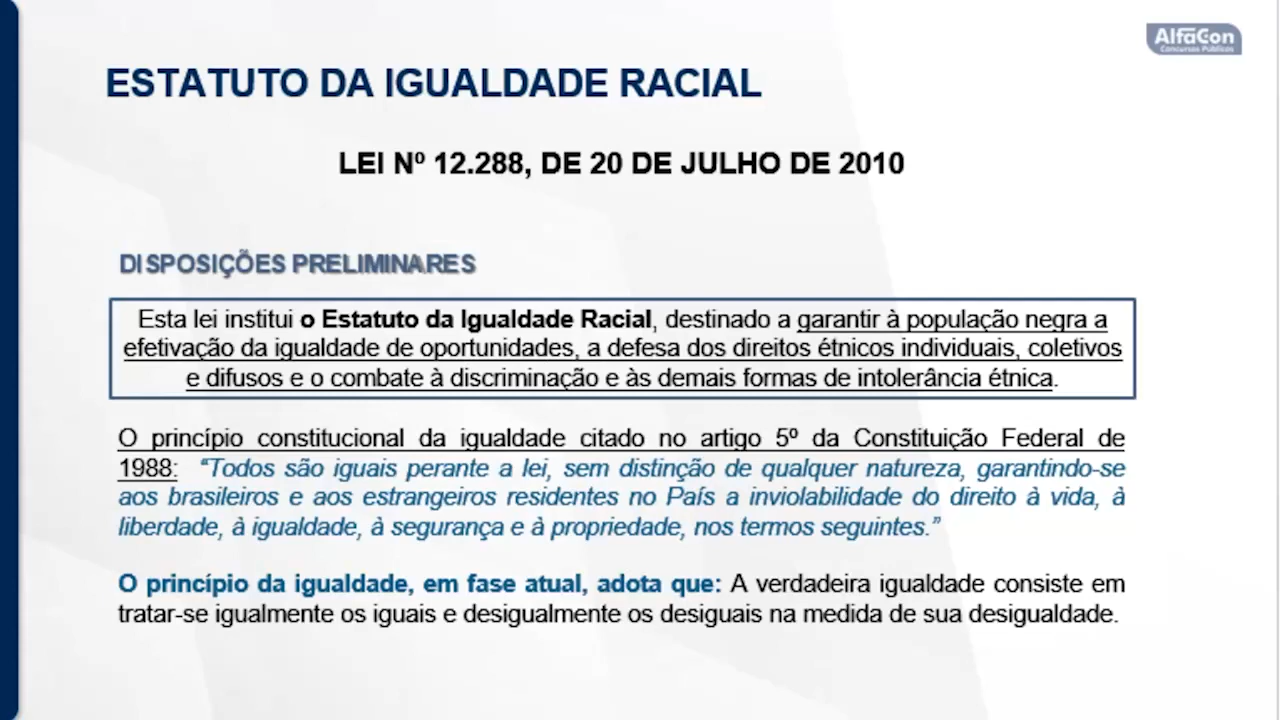 AlfaCon
Concursos Públicos
ESTATUTO DA IGUALDADE RACIAL
LEI Nº 12.288, DE 20 DE JULHO DE 2010
DISPOSIÇÕES PRELIMINARES
Esta lei institui o Estatuto da Igualdade Racial, destinado a garantir à população negra a
efetivação da igualdade de oportunidades, a defesa dos direitos étnicos individuais, coletivos
e difusos e o combate à discriminação e às demais formas de intolerância étnica.
O princípio constitucional da igualdade citado no artigo 5º da Constituição Federal de
1988: “Todos são iguais perante a lei, sem distinção de qualquer natureza, garantindo-se
aos brasileiros e aos estrangeiros residentes no País a inviolabilidade do direito à vida, à
liberdade, à igualdade, à segurança e à propriedade, nos termos seguintes.”
O princípio da igualdade, em fase atual, adota que: A verdadeira igualdade consiste em
tratar-se igualmente os iguais e desigualmente os desiguais na medida de sua desigualdade.